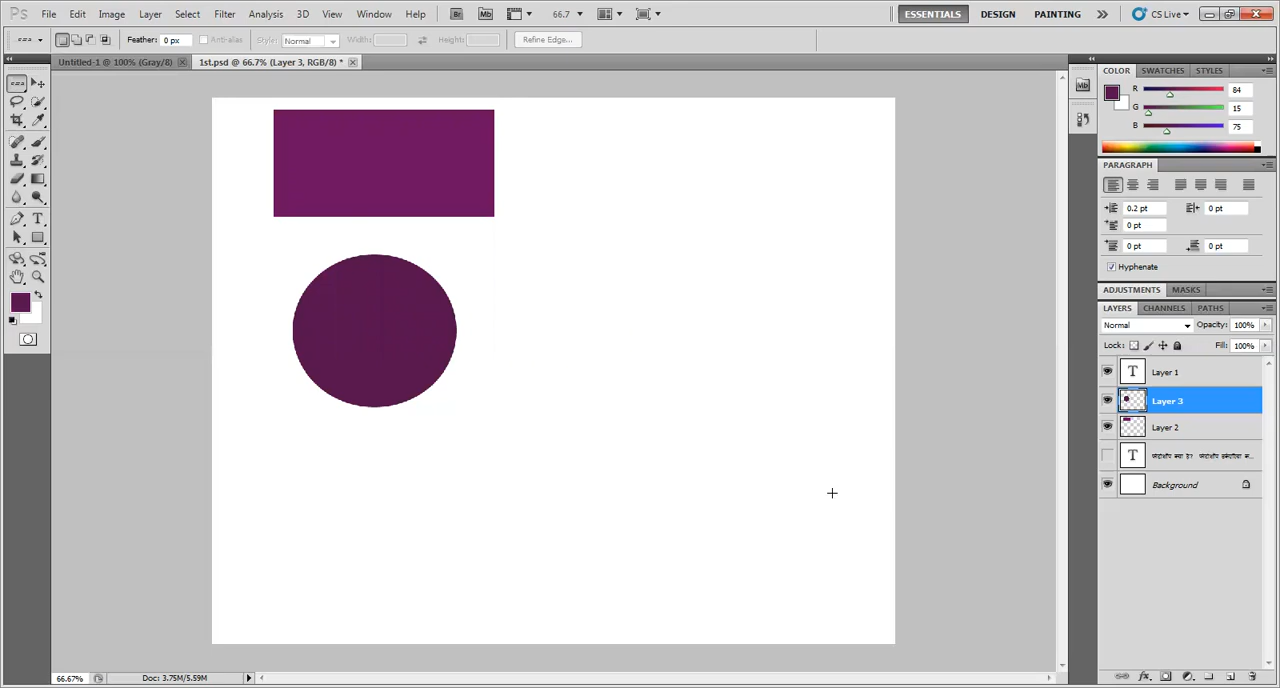 Ps File Edit Image Layer Select Filter Analysis 3D View Window Help Br Mb 66.7 ESSENTIALS DESIGN PAINTING CS Live
Feather: 0 px Anti-alias Style: Normal Width: Height: Refine Edge...
Untitled-1 @ 100% (Gray/8) 1st.psd @ 66.7% (Layer 3, RGB/8) *
COLOR SWATCHES STYLES
R 84
G 15
B 75
PARAGRAPH
0.2 pt 0 pt
0 pt
0 pt 0 pt
Hyphenate
ADJUSTMENTS MASKS
LAYERS CHANNELS PATHS
Normal Opacity: 100%
Lock: Fill: 100%
T Layer 1
Layer 3
Layer 2
T फोटोशॉप क्या है? फोटोशॉप
Background
66.67% Doc: 3.75M/5.59M